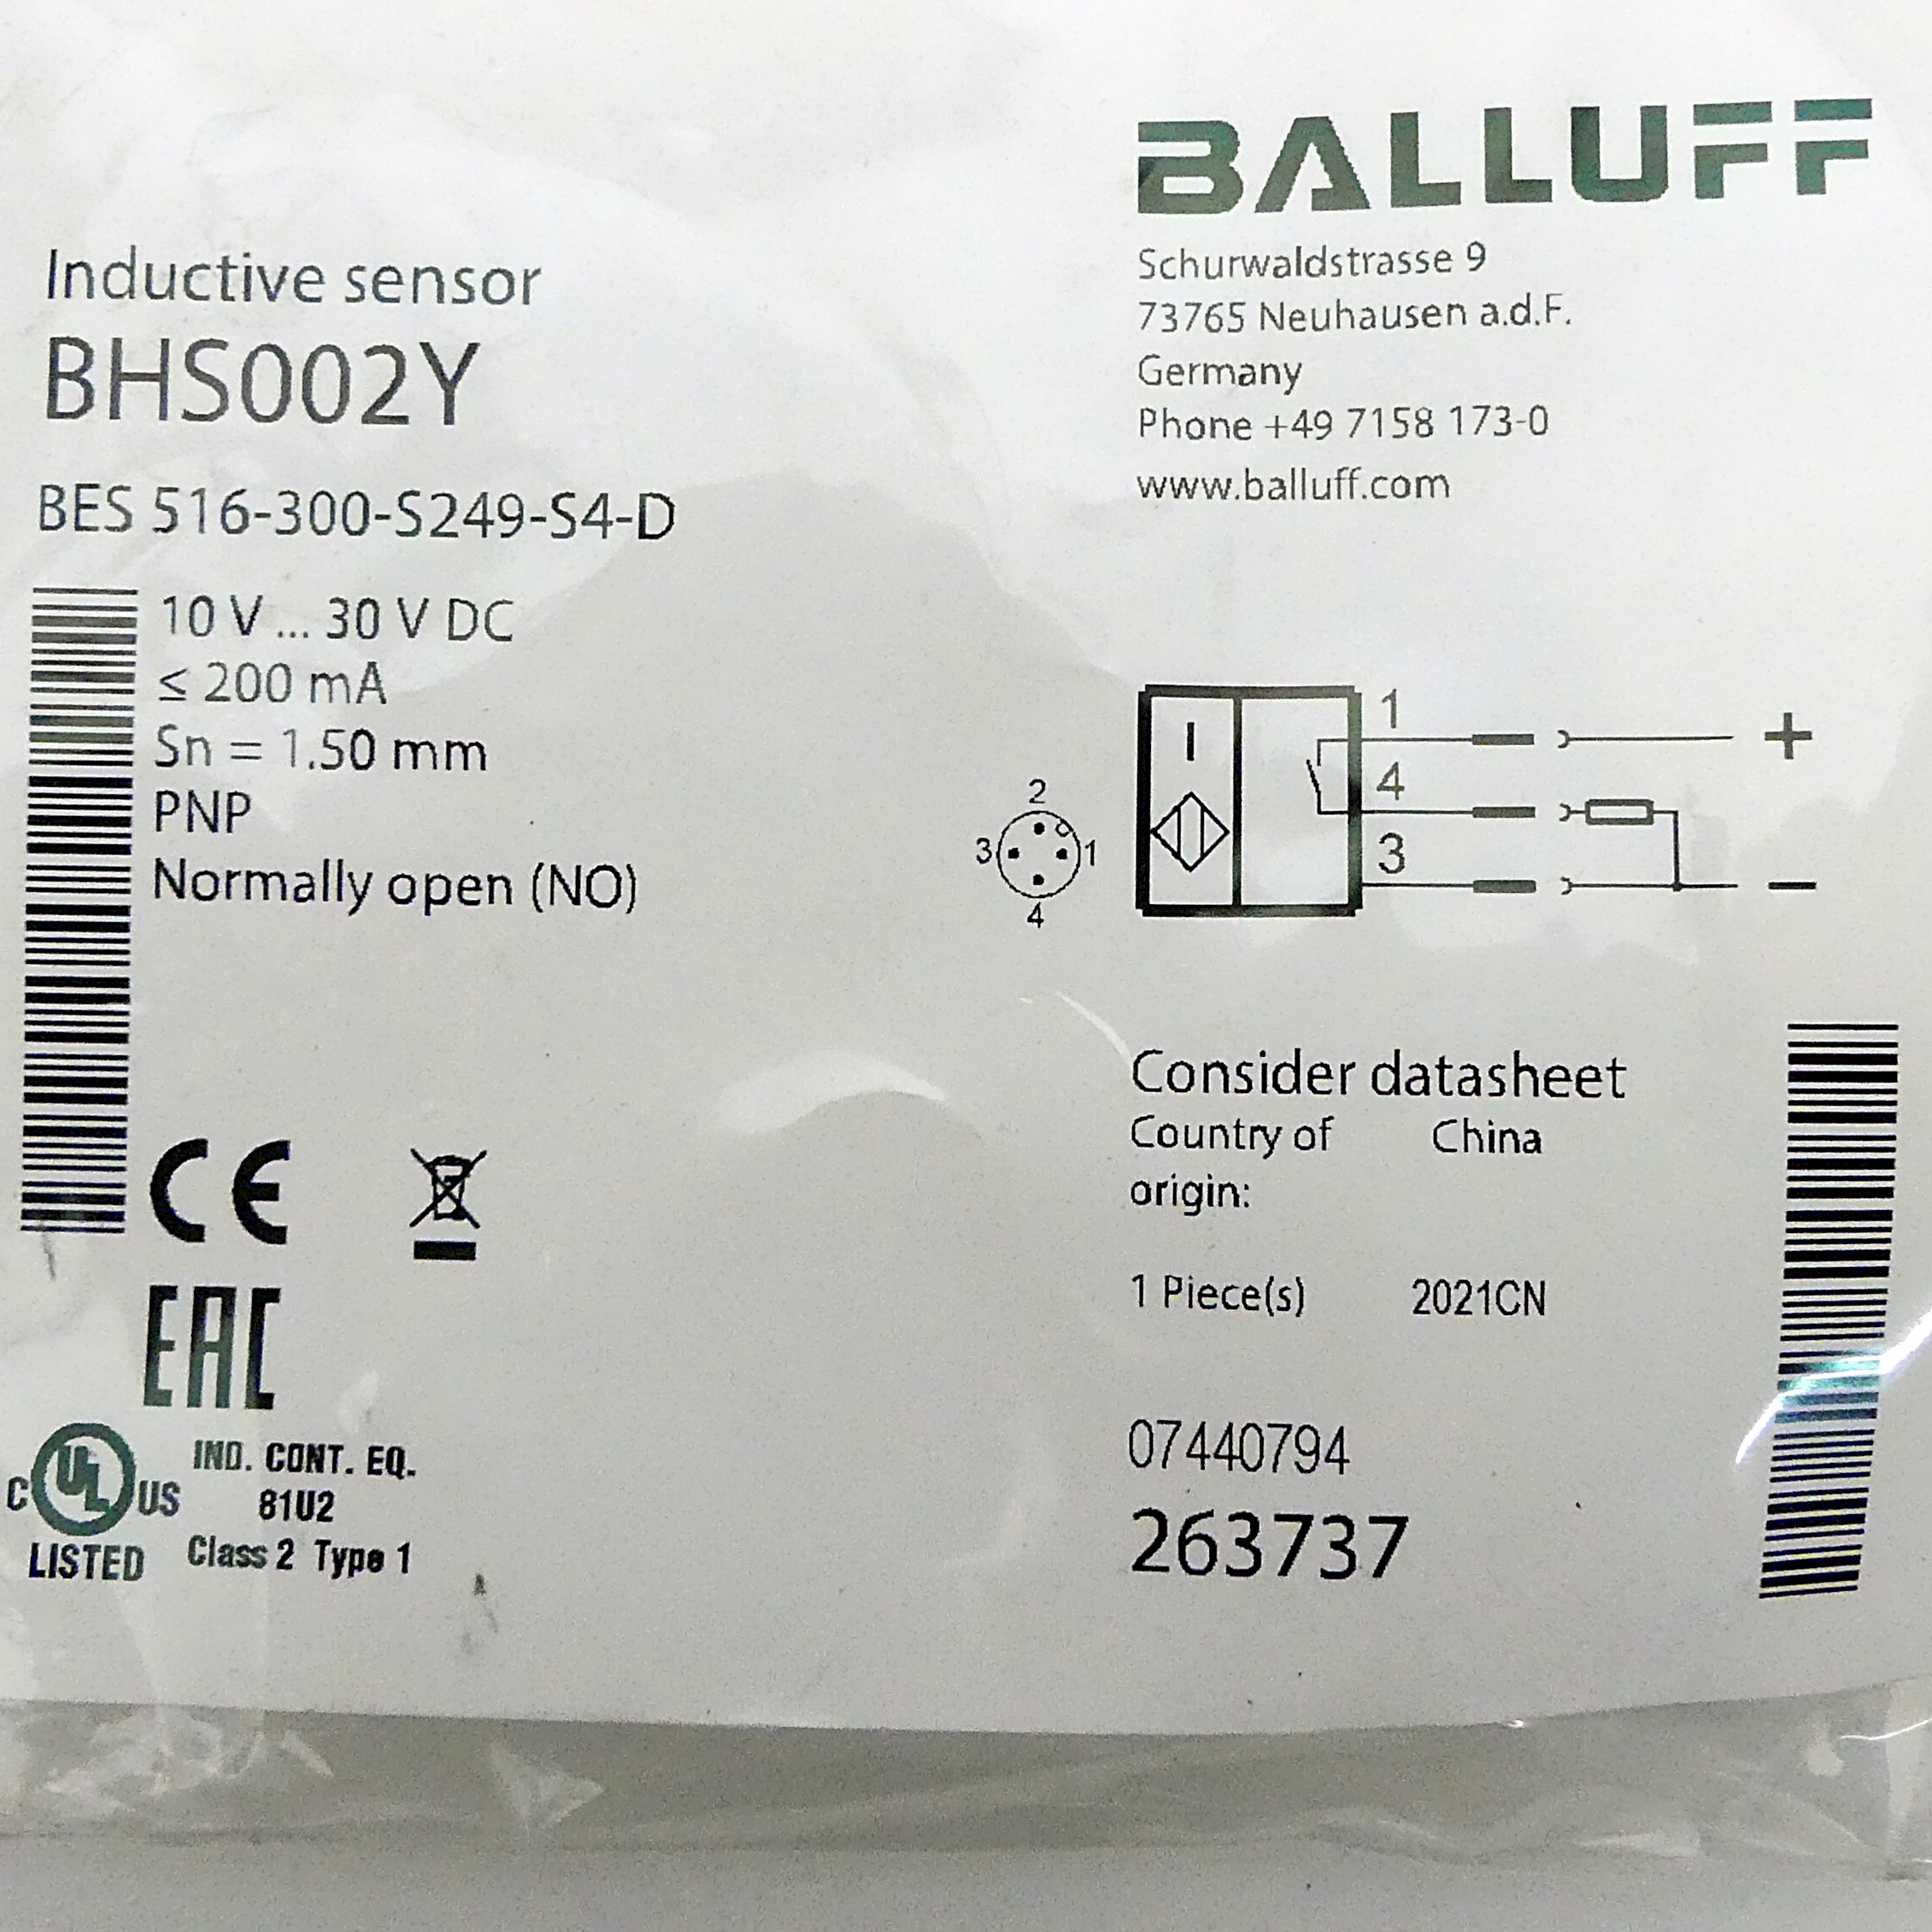 BALLUFF
Schurwaldstrasse 9
73765 Neuhausen a.d.F.
Germany
Phone +49 7158 173-0
www.balluff.com
Inductive sensor
BHS002Y
BES 516-300-S249-S4-D
10 V ... 30 V DC
≤ 200 mA
Sn = 1.50 mm
PNP
Normally open (NO)
2
3 1
4
I
1 +
4
3 −
Consider datasheet
Country of China
origin:
1 Piece(s) 2021CN
07440794
263737
CE
EAC
C UL US
LISTED
IND. CONT. EQ.
81U2
Class 2 Type 1